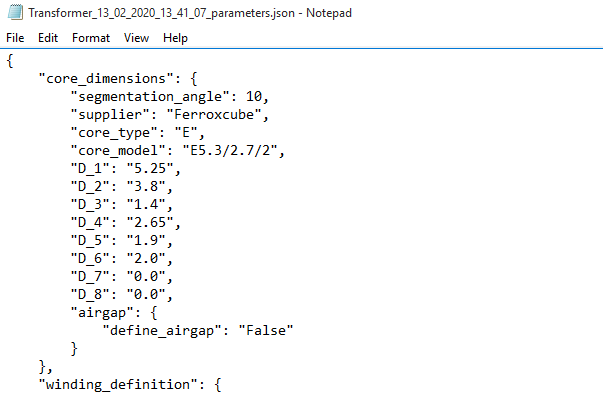 Transformer_13_02_2020_13_41_07_parameters.json - Notepad
File Edit Format View Help
{
    "core_dimensions": {
        "segmentation_angle": 10,
        "supplier": "Ferroxcube",
        "core_type": "E",
        "core_model": "E5.3/2.7/2",
        "D_1": "5.25",
        "D_2": "3.8",
        "D_3": "1.4",
        "D_4": "2.65",
        "D_5": "1.9",
        "D_6": "2.0",
        "D_7": "0.0",
        "D_8": "0.0",
        "airgap": {
            "define_airgap": "False"
        }
    },
    "winding_definition": {